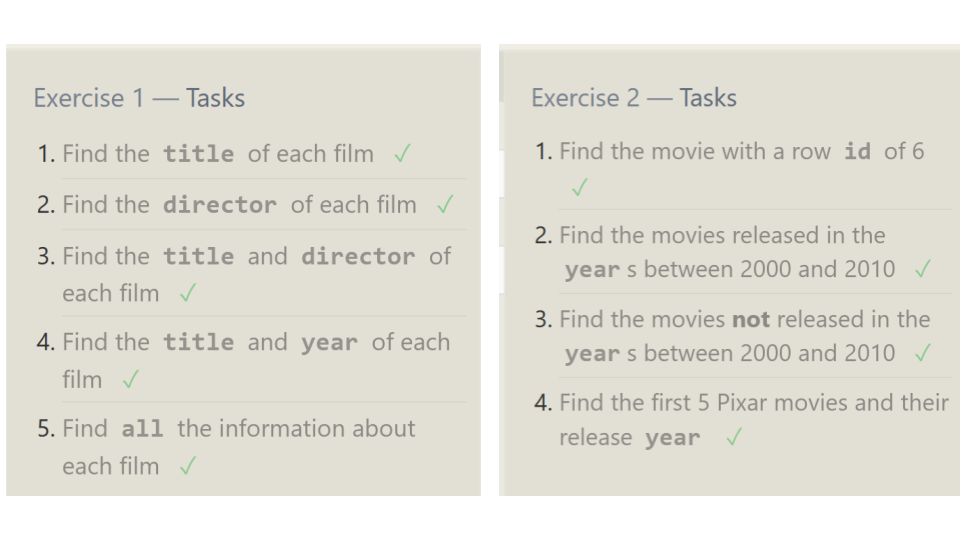 Exercise 1 — Tasks
1. Find the title of each film ✓
2. Find the director of each film ✓
3. Find the title and director of
each film ✓
4. Find the title and year of each
film ✓
5. Find all the information about
each film ✓
Exercise 2 — Tasks
1. Find the movie with a row id of 6
✓
2. Find the movies released in the
year s between 2000 and 2010 ✓
3. Find the movies not released in the
year s between 2000 and 2010 ✓
4. Find the first 5 Pixar movies and their
release year ✓